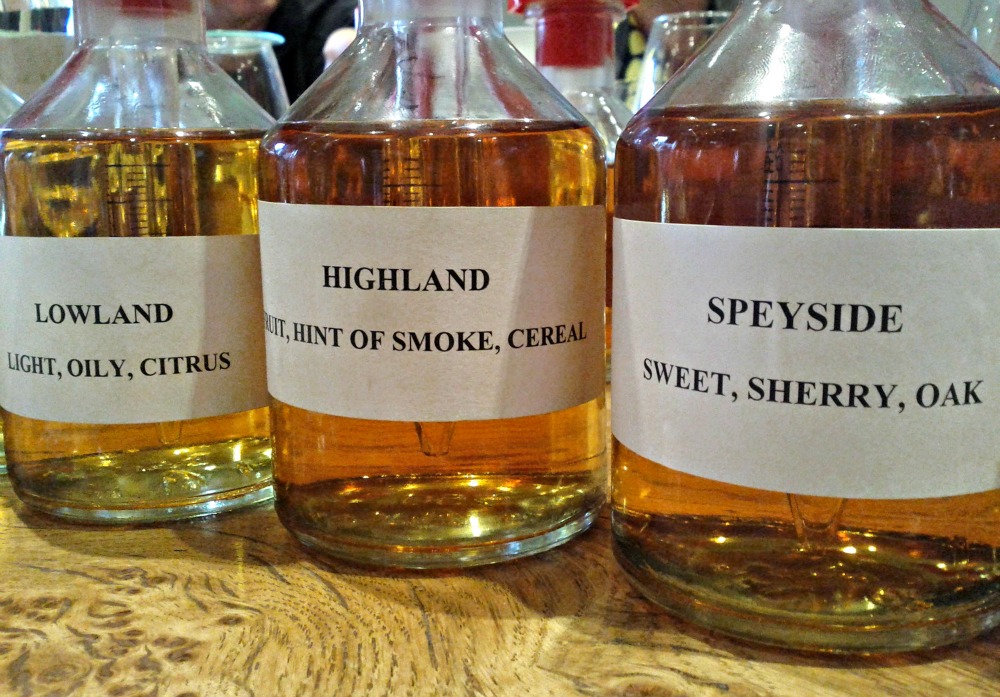 LOWLAND
LIGHT, OILY, CITRUS
HIGHLAND
HINT OF SMOKE, CEREAL
SPEYSIDE
SWEET, SHERRY, OAK